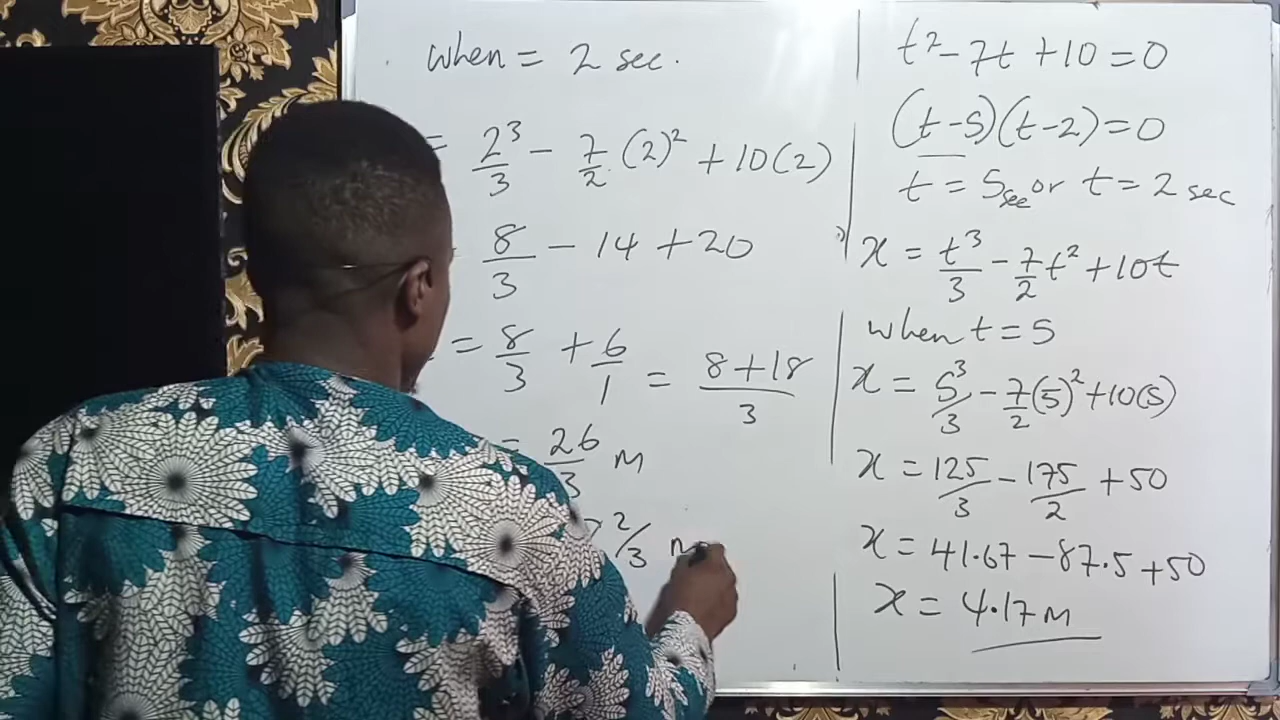 when = 2 sec.
= 2³/3 - 7/2 (2)² + 10(2)
8/3 - 14 + 20
= 8/3 + 6/1 = (8+18)/3
= 26/3 m
2/3 m
t² - 7t + 10 = 0
(t-5)(t-2) = 0
t = 5 sec or t = 2 sec
x = t³/3 - 7/2 t² + 10t
when t = 5
x = 5³/3 - 7/2 (5)² + 10(5)
x = 125/3 - 175/2 + 50
x = 41.67 - 87.5 + 50
x = 4.17 m